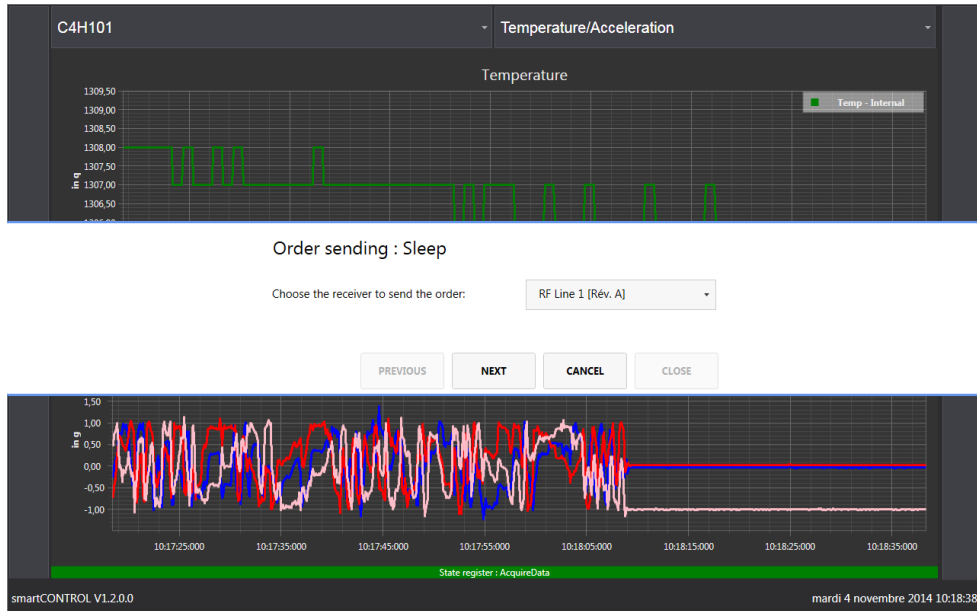 C4H101
Temperature/Acceleration
Temperature
1309,50
1309,00
1308,50
1308,00
1307,50
1307,00
1306,50
1306,00
in q
Temp - Internal
Order sending : Sleep
Choose the receiver to send the order:
RF Line 1 [Rév. A]
PREVIOUS
NEXT
CANCEL
CLOSE
1,50
1,00
0,50
0,00
-0,50
-1,00
in g
10:17:25:000
10:17:35:000
10:17:45:000
10:17:55:000
10:18:05:000
10:18:15:000
10:18:25:000
10:18:35:000
State register : AcquireData
smartCONTROL V1.2.0.0
mardi 4 novembre 2014 10:18:38